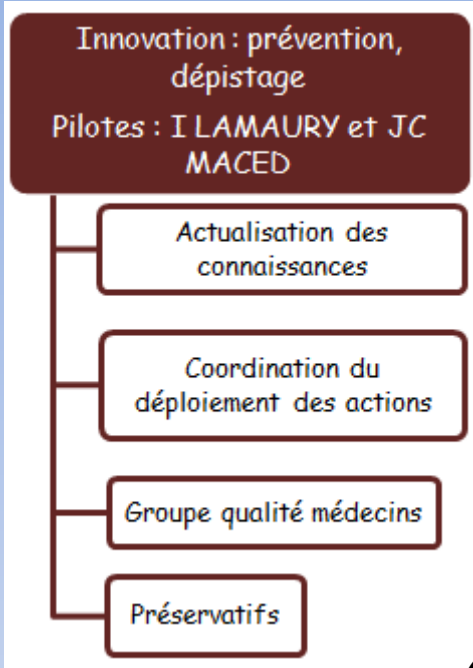 Innovation : prévention,
dépistage
Pilotes : I LAMAURY et JC
MACED
Actualisation des
connaissances
Coordination du
déploiement des actions
Groupe qualité médecins
Préservatifs